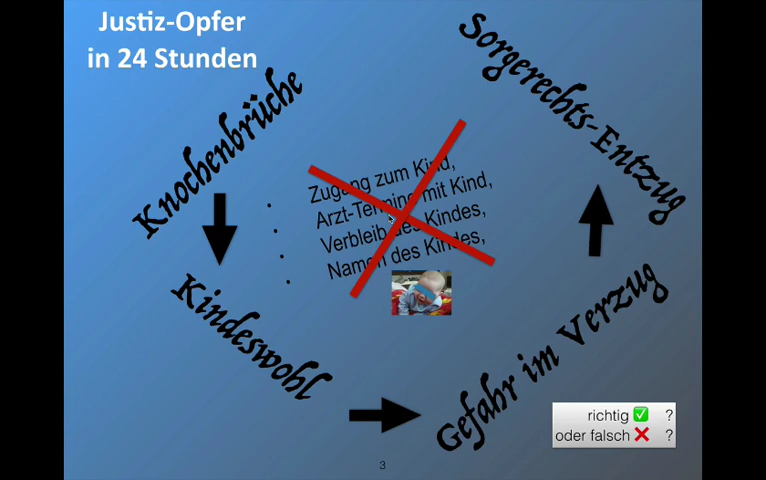 Justiz-Opfer
in 24 Stunden
Knochenbrüche
Kindeswohl
Gefahr im Verzug
Sorgerechts-Entzug
• Zugang zum Kind,
• Arzt-Termine mit Kind,
• Verbleib des Kindes,
• Namen des Kindes,
richtig ✅ ?
oder falsch ❌ ?
3